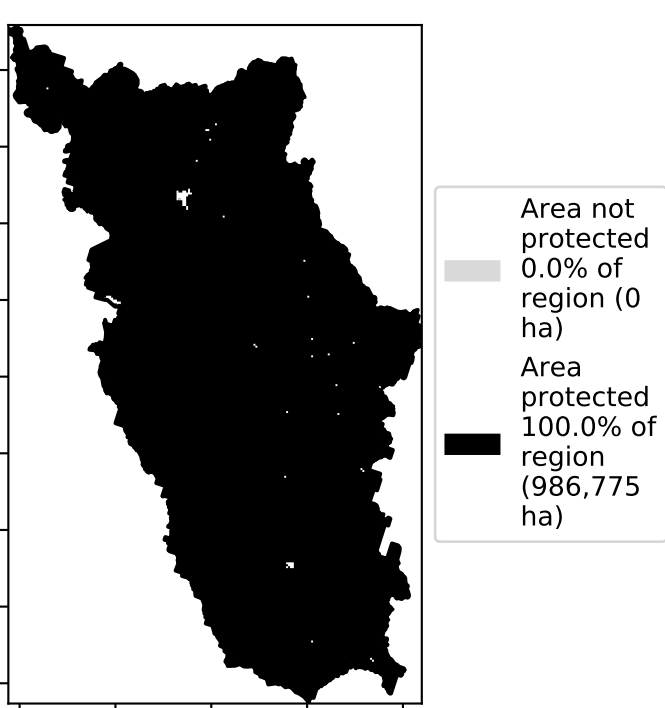 Area not
protected
0.0% of
region (0
ha)
Area
protected
100.0% of
region
(986,775
ha)